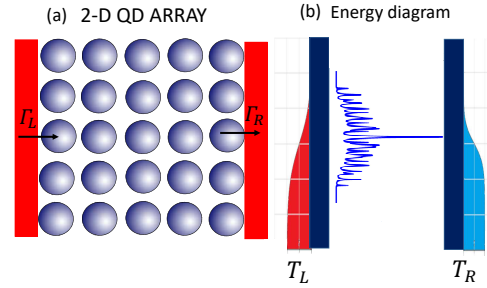 (a) 2-D QD ARRAY
(b) Energy diagram
Γ_L
Γ_R
T_L
T_R